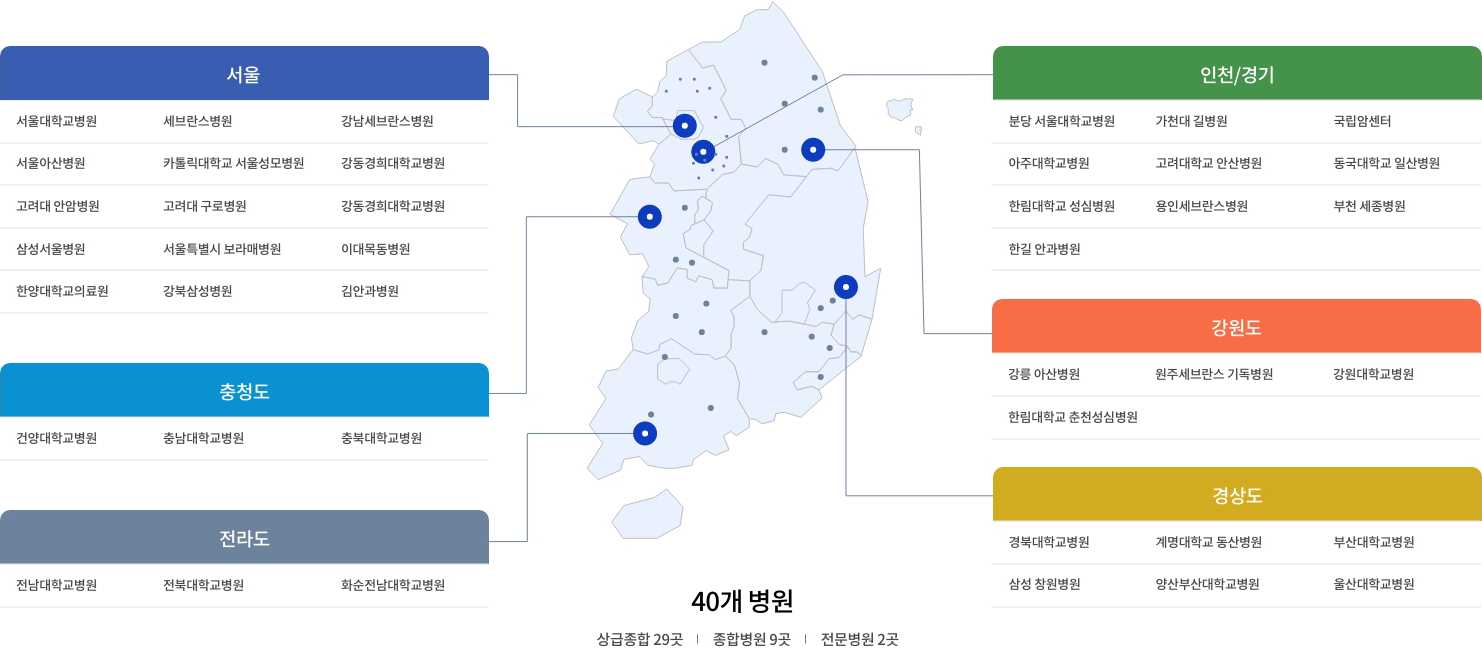 서울
서울대학교병원 세브란스병원 강남세브란스병원
서울아산병원 카톨릭대학교 서울성모병원 강동경희대학교병원
고려대 안암병원 고려대 구로병원 강동경희대학교병원
삼성서울병원 서울특별시 보라매병원 이대목동병원
한양대학교의료원 강북삼성병원 김안과병원
충청도
건양대학교병원 충남대학교병원 충북대학교병원
전라도
전남대학교병원 전북대학교병원 화순전남대학교병원
인천/경기
분당 서울대학교병원 가천대 길병원 국립암센터
아주대학교병원 고려대학교 안산병원 동국대학교 일산병원
한림대학교 성심병원 용인세브란스병원 부천 세종병원
한길 안과병원
강원도
강릉 아산병원 원주세브란스 기독병원 강원대학교병원
한림대학교 춘천성심병원
경상도
경북대학교병원 계명대학교 동산병원 부산대학교병원
삼성 창원병원 양산부산대학교병원 울산대학교병원
40개 병원
상급종합 29곳 | 종합병원 9곳 | 전문병원 2곳